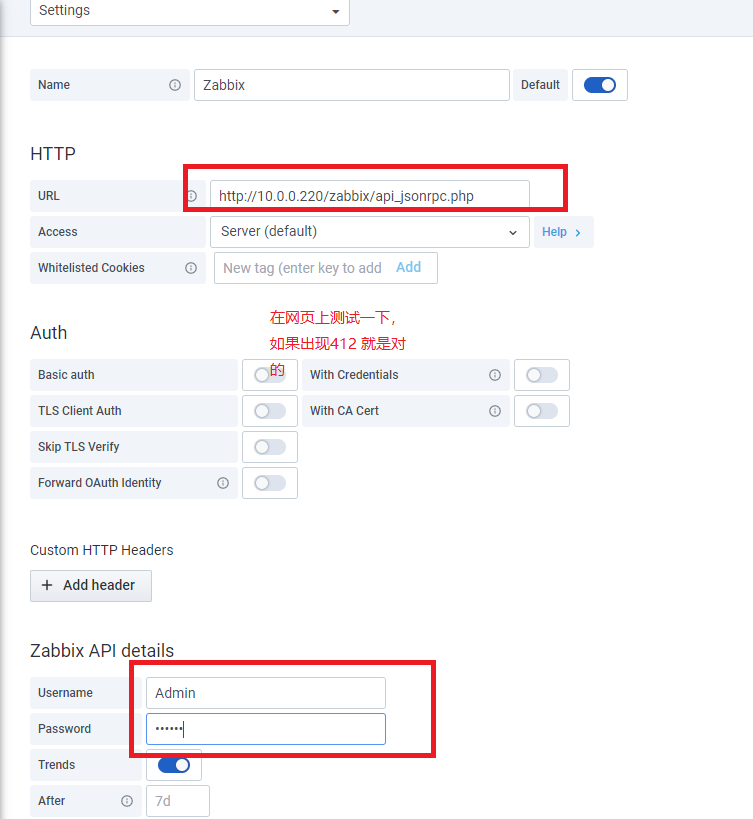 Settings
Name Zabbix Default
HTTP
URL http://10.0.0.220/zabbix/api_jsonrpc.php
Access Server (default) Help
Whitelisted Cookies New tag (enter key to add Add
在网页上测试一下，
如果出现412 就是对
的
Auth
Basic auth With Credentials
TLS Client Auth With CA Cert
Skip TLS Verify
Forward OAuth Identity
Custom HTTP Headers
+ Add header
Zabbix API details
Username Admin
Password ••••••
Trends
After 7d